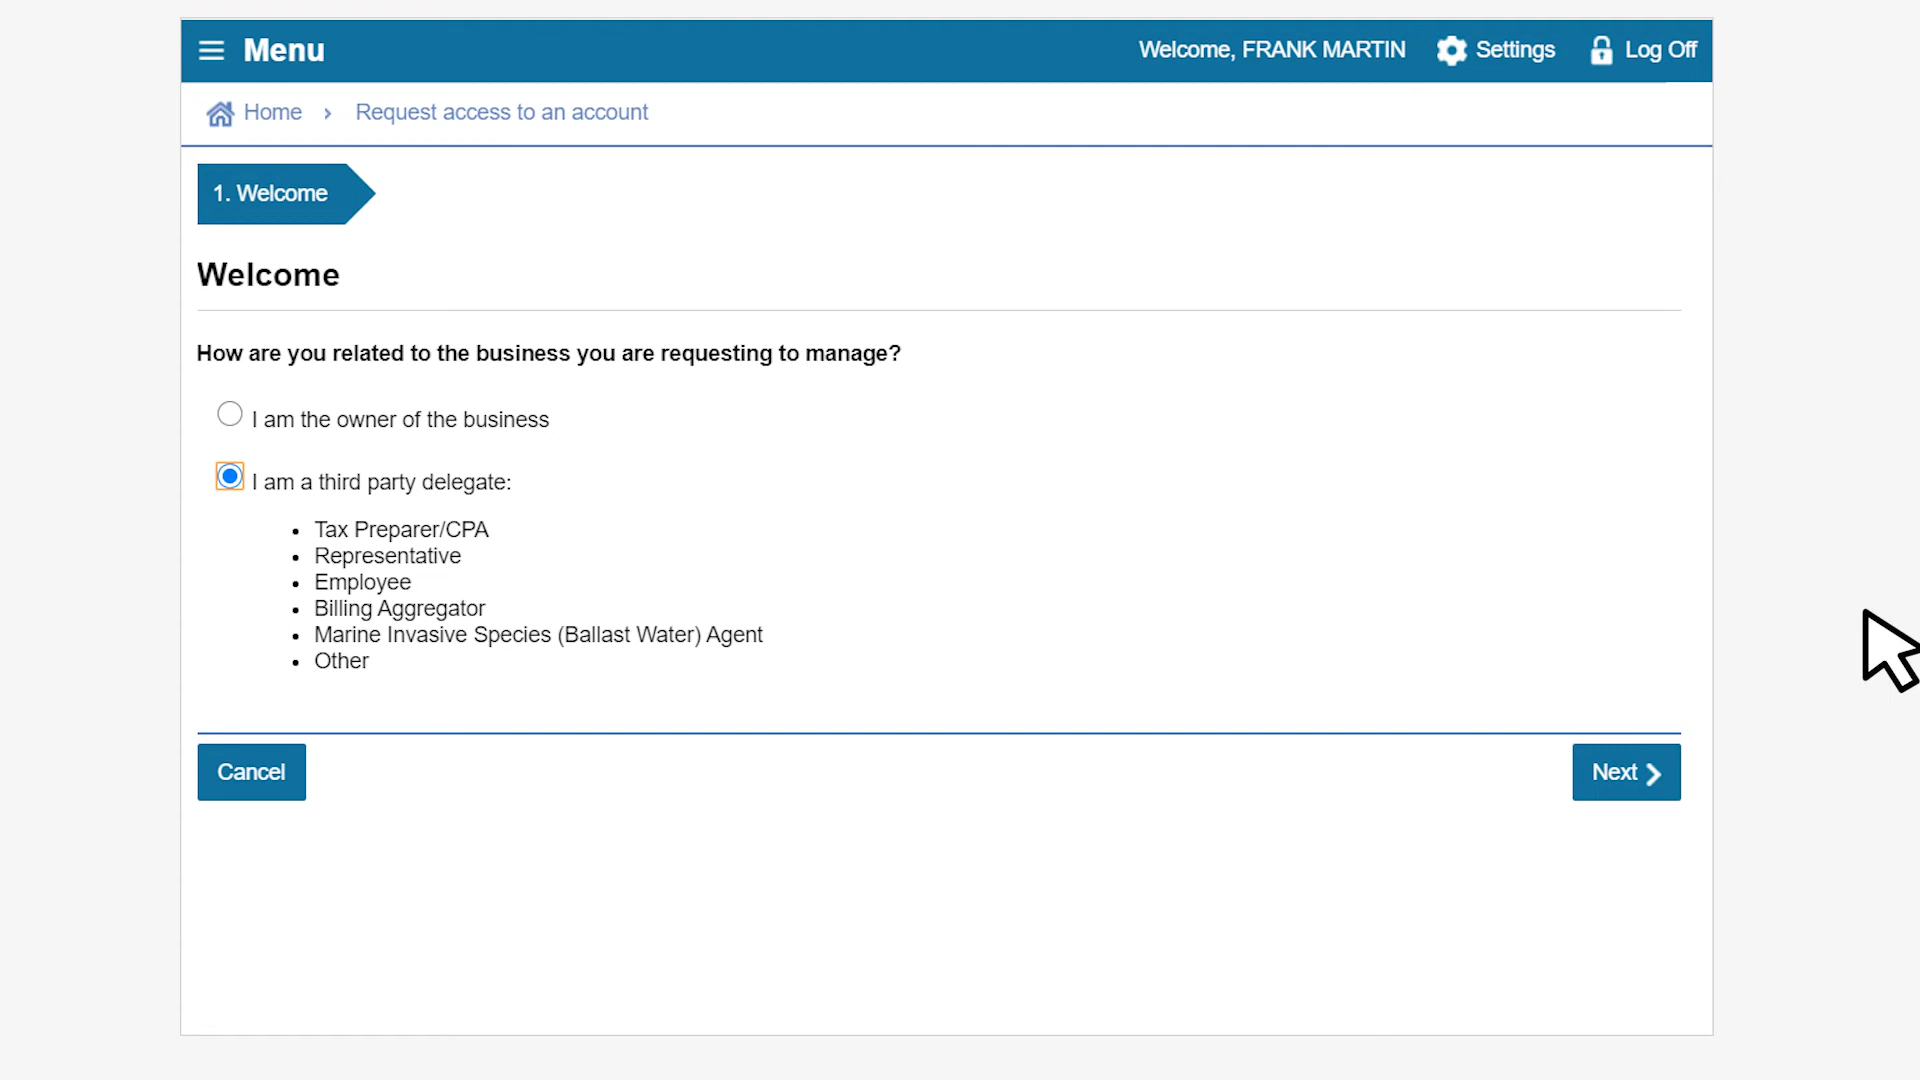 Menu
Welcome, FRANK MARTIN
Settings
Log Off
Home
Request access to an account
1. Welcome
Welcome
How are you related to the business you are requesting to manage?
I am the owner of the business
I am a third party delegate:
• Tax Preparer/CPA
• Representative
• Employee
• Billing Aggregator
• Marine Invasive Species (Ballast Water) Agent
• Other
Cancel
Next